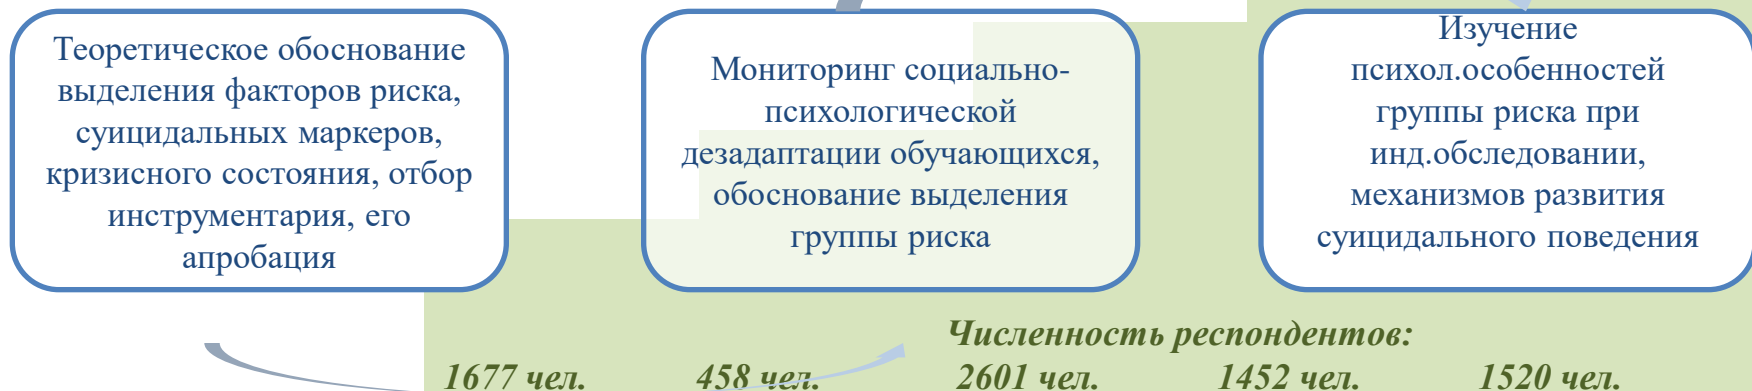 Теоретическое обоснование
выделения факторов риска,
суицидальных маркеров,
кризисного состояния, отбор
инструментария, его
апробация
Мониторинг социально-
психологической
дезадаптации обучающихся,
обоснование выделения
группы риска
Изучение
психол.особенностей
группы риска при
инд.обследовании,
механизмов развития
суицидального поведения
Численность респондентов:
1677 чел. 458 чел. 2601 чел. 1452 чел. 1520 чел.